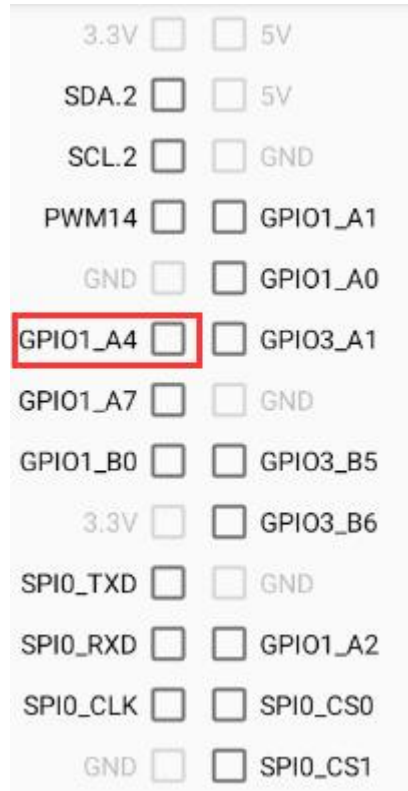 3.3V 5V
SDA.2 5V
SCL.2 GND
PWM14 GPIO1_A1
GND GPIO1_A0
GPIO1_A4 GPIO3_A1
GPIO1_A7 GND
GPIO1_B0 GPIO3_B5
3.3V GPIO3_B6
SPI0_TXD GND
SPI0_RXD GPIO1_A2
SPI0_CLK SPI0_CS0
GND SPI0_CS1